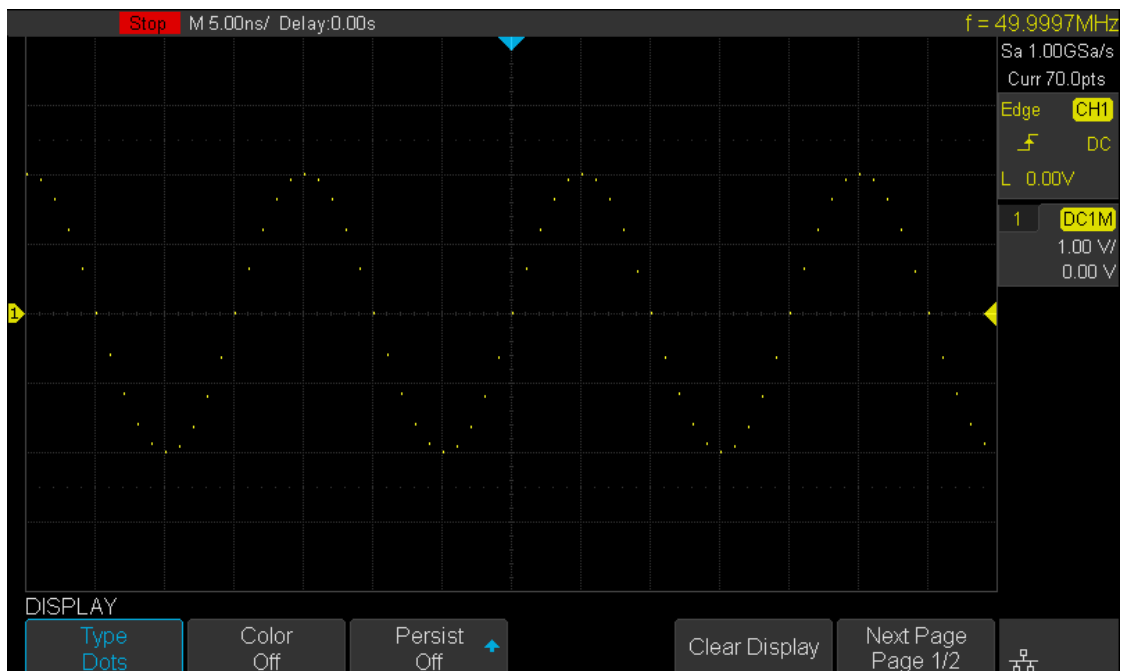 Stop M 5.00ns/ Delay:0.00s f = 49.9997MHz
Sa 1.00GSa/s
Curr 70.0pts
Edge CH1
DC
L 0.00V
1 DC1M
1.00 V/
0.00 V
1
DISPLAY
Type Color Persist Clear Display Next Page
Dots Off Off Page 1/2